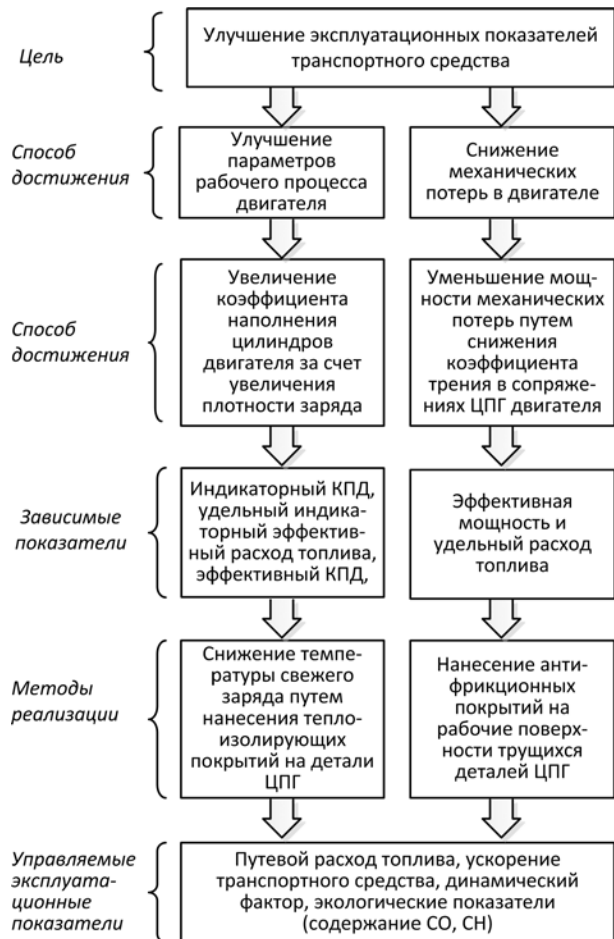 Цель
Улучшение эксплуатационных показателей
транспортного средства
Способ
достижения
Улучшение
параметров
рабочего процесса
двигателя
Снижение
механических
потерь в двигателе
Способ
достижения
Увеличение
коэффициента
наполнения
цилиндров
двигателя за счет
увеличения
плотности заряда
Уменьшение мощ-
ности механических
потерь путем
снижения
коэффициента
трения в сопряже-
ниях ЦПГ двигателя
Зависимые
показатели
Индикаторный КПД,
удельный индика-
торный эффектив-
ный расход топлива,
эффективный КПД,
Эффективная
мощность и
удельный расход
топлива
Методы
реализации
Снижение темпе-
ратуры свежего
заряда путем
нанесения тепло-
изолирующих
покрытий на детали
ЦПГ
Нанесение анти-
фрикционных
покрытий на
рабочие поверх-
ности трущихся
деталей ЦПГ
Управляемые
эксплуата-
ционные
показатели
Путевой расход топлива, ускорение
транспортного средства, динамический
фактор, экологические показатели
(содержание СО, СН)